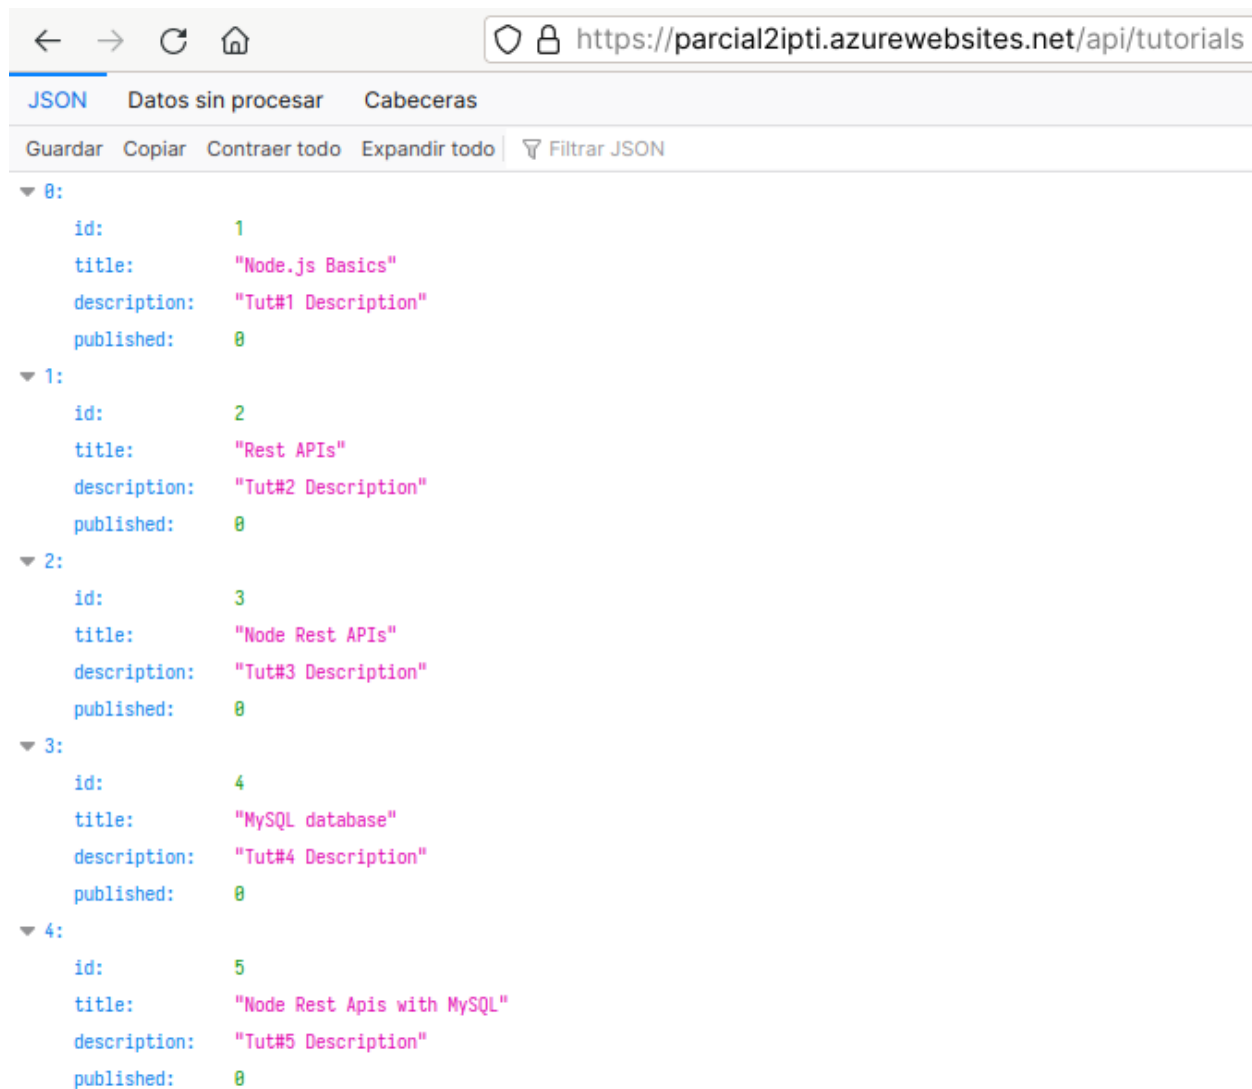 https://parcial2ipti.azurewebsites.net/api/tutorials
JSON Datos sin procesar Cabeceras
Guardar Copiar Contraer todo Expandir todo Filtrar JSON
0:
id: 1
title: "Node.js Basics"
description: "Tut#1 Description"
published: 0
1:
id: 2
title: "Rest APIs"
description: "Tut#2 Description"
published: 0
2:
id: 3
title: "Node Rest APIs"
description: "Tut#3 Description"
published: 0
3:
id: 4
title: "MySQL database"
description: "Tut#4 Description"
published: 0
4:
id: 5
title: "Node Rest Apis with MySQL"
description: "Tut#5 Description"
published: 0